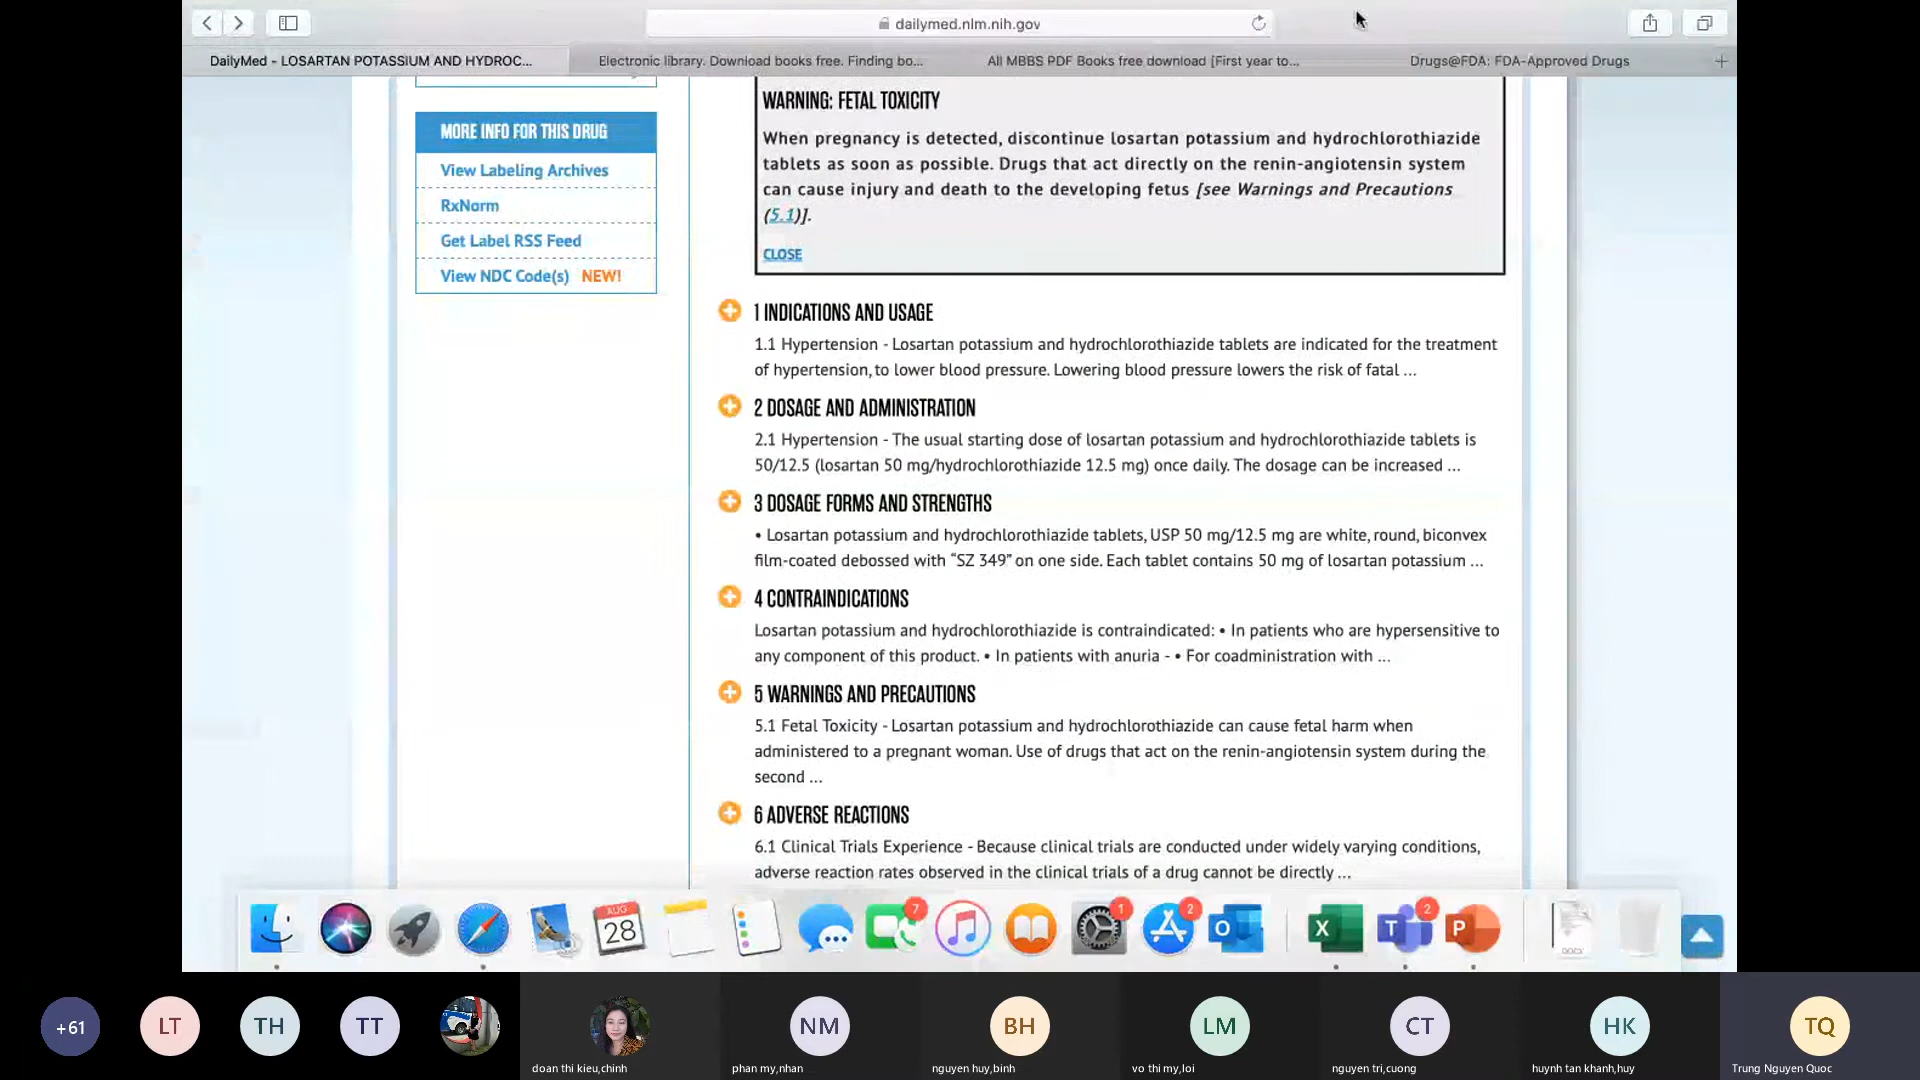 dailymed.nlm.nih.gov
DailyMed - LOSARTAN POTASSIUM AND HYDROC...
Electronic library. Download books free. Finding bo...
All MBBS PDF Books free download [First year to...
Drugs@FDA: FDA-Approved Drugs
MORE INFO FOR THIS DRUG
View Labeling Archives
RxNorm
Get Label RSS Feed
View NDC Code(s) NEW!
WARNING: FETAL TOXICITY
When pregnancy is detected, discontinue losartan potassium and hydrochlorothiazide
tablets as soon as possible. Drugs that act directly on the renin-angiotensin system
can cause injury and death to the developing fetus [see Warnings and Precautions
(5.1)].
CLOSE
1 INDICATIONS AND USAGE
1.1 Hypertension - Losartan potassium and hydrochlorothiazide tablets are indicated for the treatment
of hypertension, to lower blood pressure. Lowering blood pressure lowers the risk of fatal ...
2 DOSAGE AND ADMINISTRATION
2.1 Hypertension - The usual starting dose of losartan potassium and hydrochlorothiazide tablets is
50/12.5 (losartan 50 mg/hydrochlorothiazide 12.5 mg) once daily. The dosage can be increased ...
3 DOSAGE FORMS AND STRENGTHS
• Losartan potassium and hydrochlorothiazide tablets, USP 50 mg/12.5 mg are white, round, biconvex
film-coated debossed with “SZ 349” on one side. Each tablet contains 50 mg of losartan potassium ...
4 CONTRAINDICATIONS
Losartan potassium and hydrochlorothiazide is contraindicated: • In patients who are hypersensitive to
any component of this product. • In patients with anuria - • For coadministration with ...
5 WARNINGS AND PRECAUTIONS
5.1 Fetal Toxicity - Losartan potassium and hydrochlorothiazide can cause fetal harm when
administered to a pregnant woman. Use of drugs that act on the renin-angiotensin system during the
second ...
6 ADVERSE REACTIONS
6.1 Clinical Trials Experience - Because clinical trials are conducted under widely varying conditions,
adverse reaction rates observed in the clinical trials of a drug cannot be directly ...
AUG
28
7
1
2
O
X
T
2
P
DOCX
+61
LT
TH
TT
NM
BH
LM
CT
HK
TQ
doan thi kieu,chinh
phan my,nhan
nguyen huy,binh
vo thi my,loi
nguyen tri,cuong
huynh tan khanh,huy
Trung Nguyen Quoc